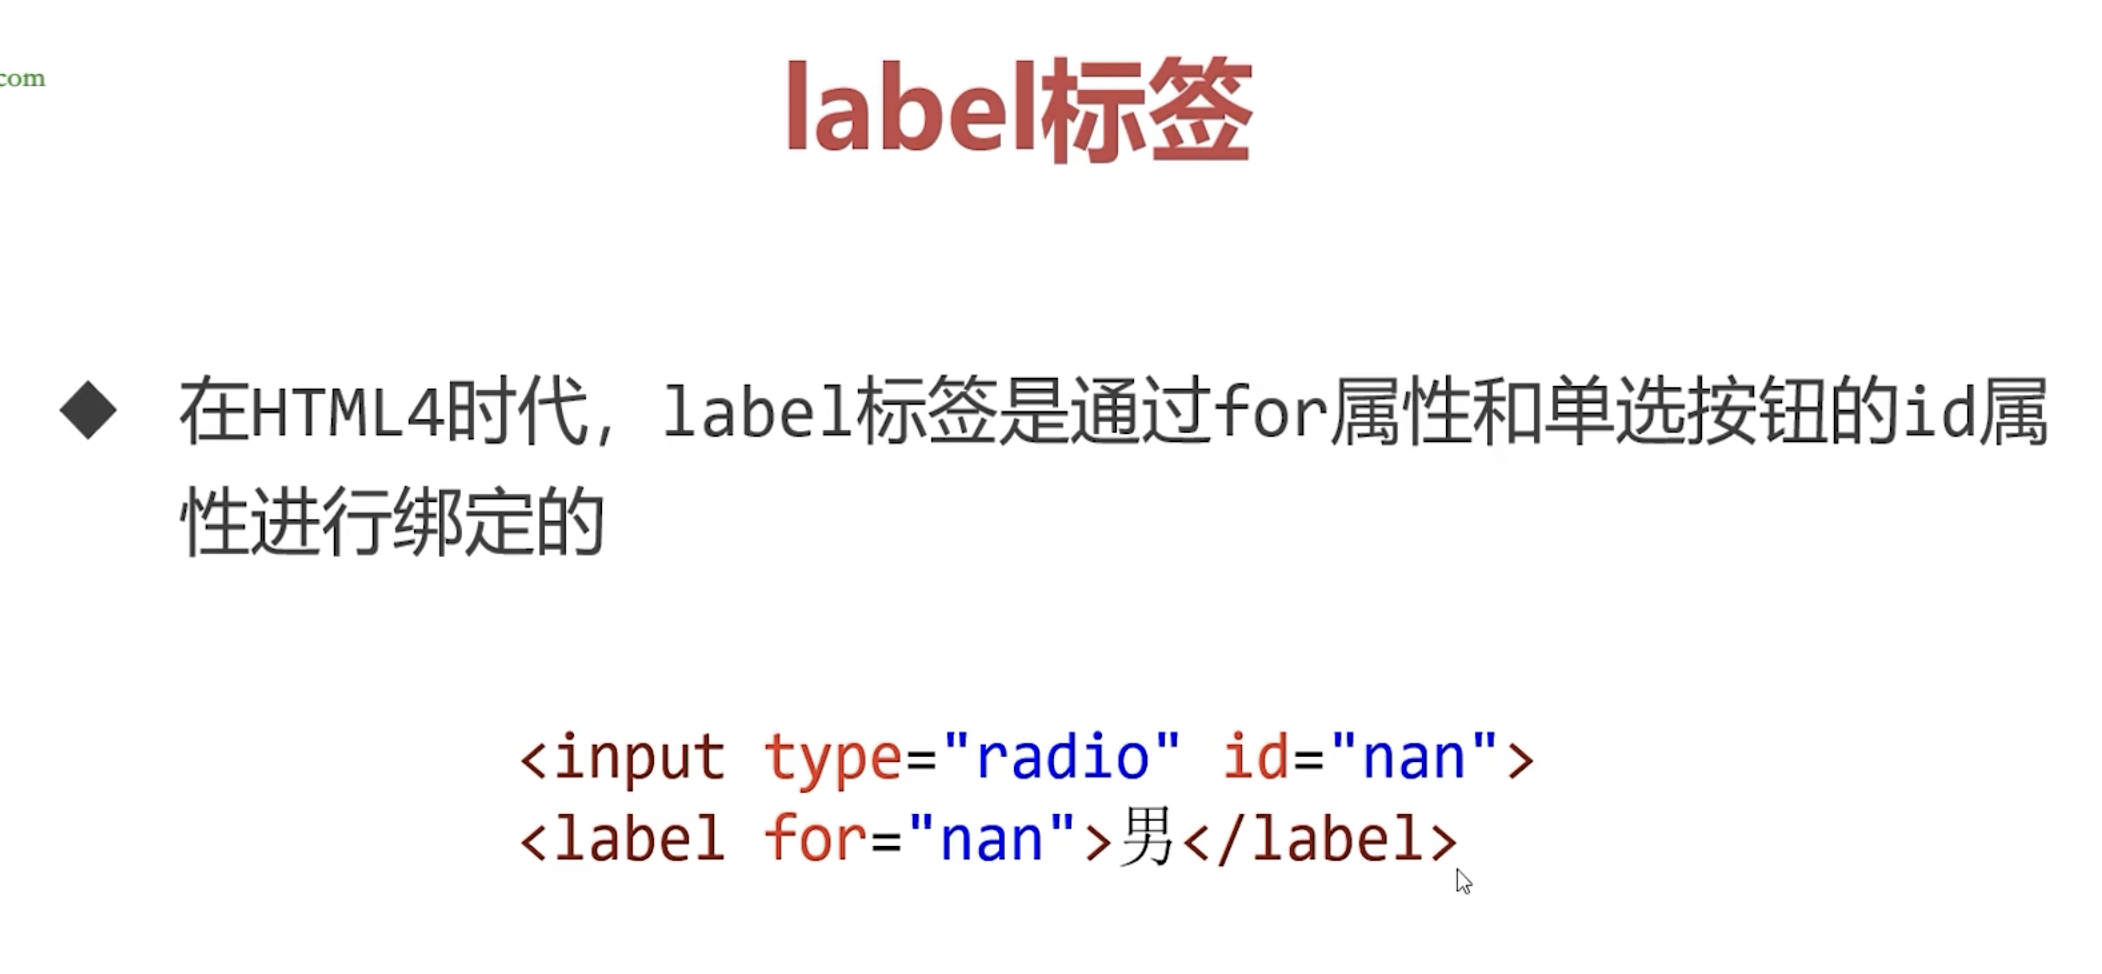 com
label标签
◆ 在HTML4时代，label标签是通过for属性和单选按钮的id属
性进行绑定的
<input type="radio" id="nan">
<label for="nan">男</label>